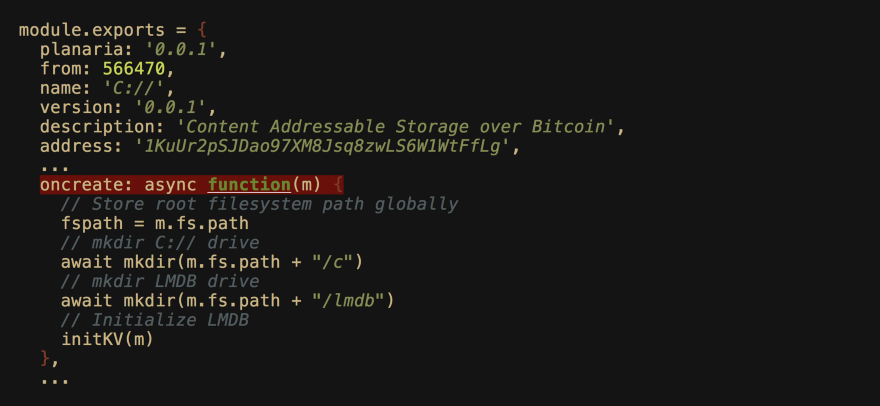 module.exports = {
  planaria: '0.0.1',
  from: 566470,
  name: 'C://',
  version: '0.0.1',
  description: 'Content Addressable Storage over Bitcoin',
  address: '1KuUr2pSJDao97XM8Jsq8zwLS6W1WtFfLg',
  ...
  oncreate: async function(m) {
    // Store root filesystem path globally
    fspath = m.fs.path
    // mkdir C:// drive
    await mkdir(m.fs.path + "/c")
    // mkdir LMDB drive
    await mkdir(m.fs.path + "/lmdb")
    // Initialize LMDB
    initKV(m)
  },
  ...